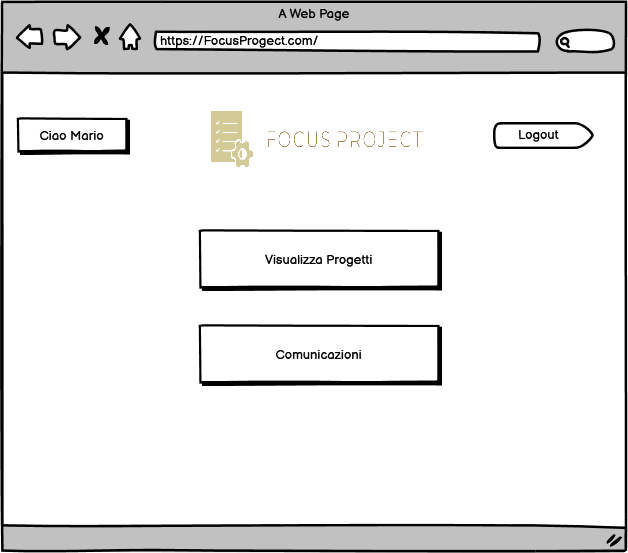 A Web Page
https://FocusProgect.com/
Ciao Mario
FOCUS PROJECT
Logout
Visualizza Progetti
Comunicazioni